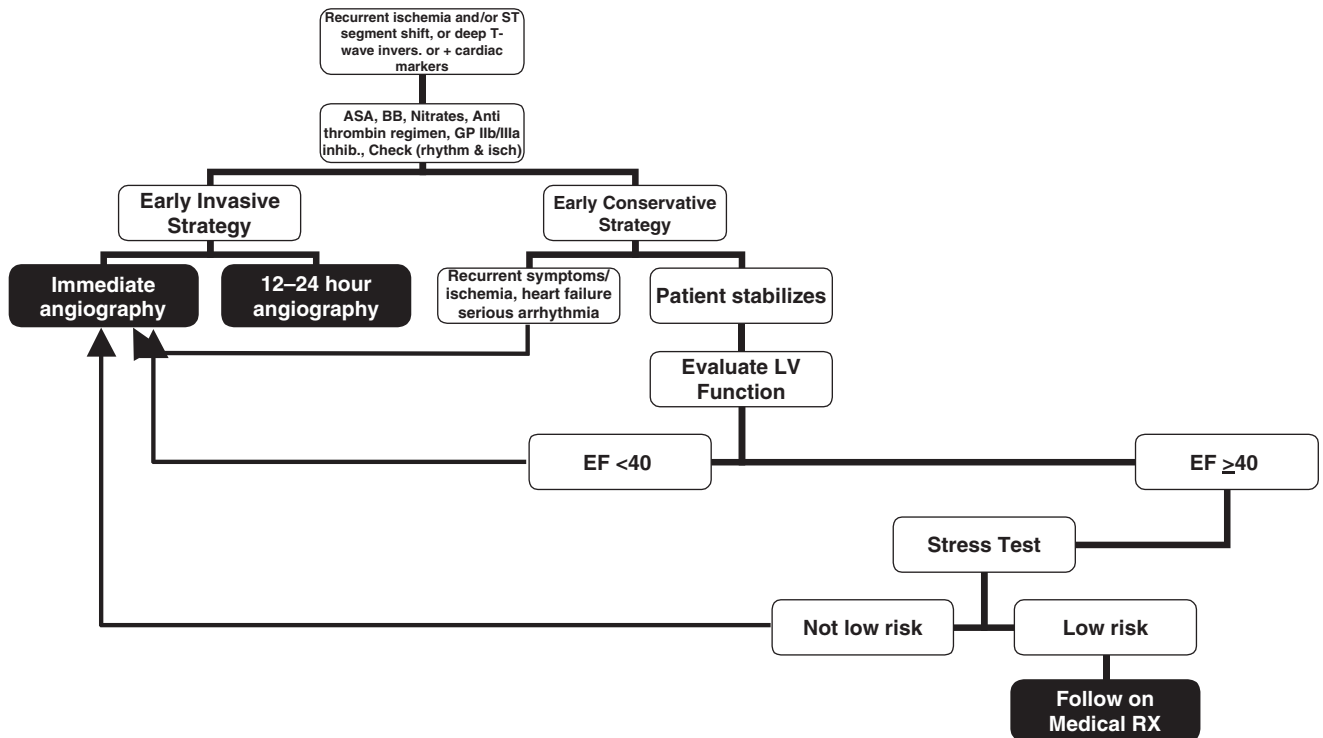 Recurrent ischemia and/or ST
segment shift, or deep T-
wave invers. or + cardiac
markers
ASA, BB, Nitrates, Anti
thrombin regimen, GP IIb/IIIa
inhib., Check (rhythm & isch)
Early Invasive
Strategy
Early Conservative
Strategy
Immediate
angiography
12–24 hour
angiography
Recurrent symptoms/
ischemia, heart failure
serious arrhythmia
Patient stabilizes
Evaluate LV
Function
EF <40
EF ≥40
Stress Test
Not low risk
Low risk
Follow on
Medical RX